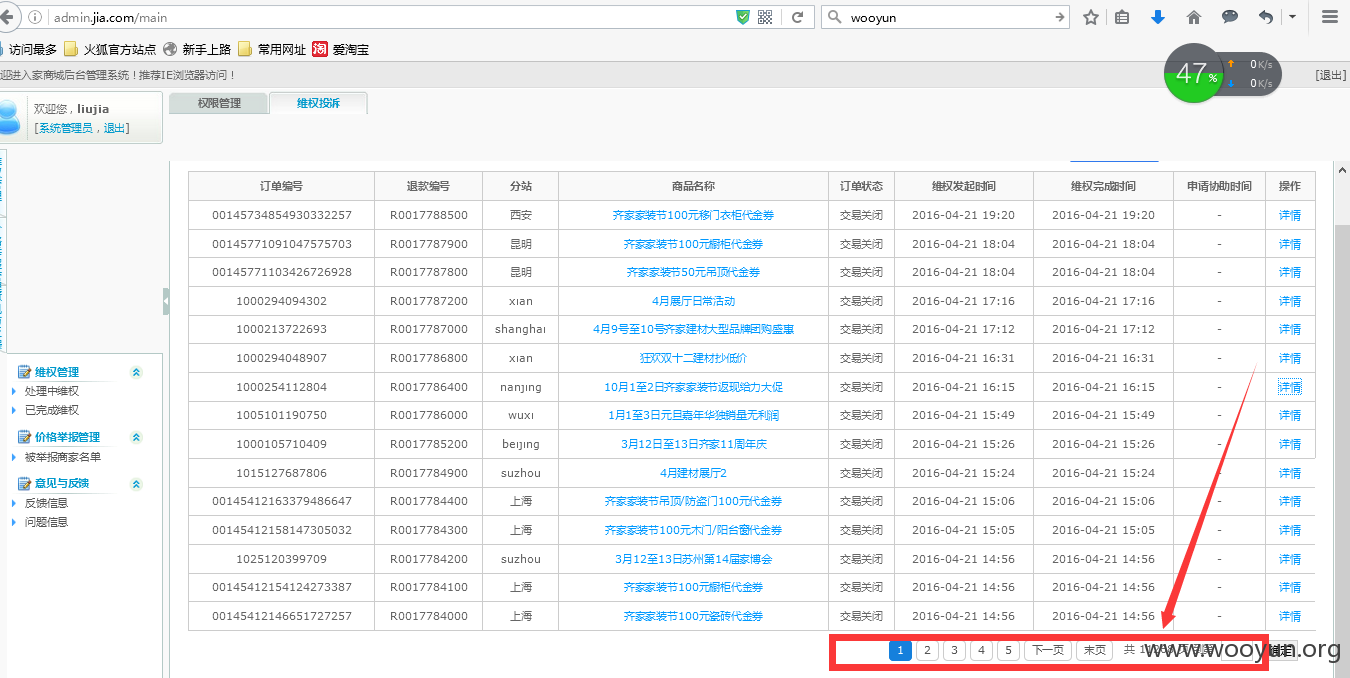 admin.jia.com/main
wooyun
访问最多 火狐官方站点 新手上路 常用网址 淘 爱淘宝
迎进入家商城后台管理系统！推荐IE浏览器访问！ [退出]
47% 0K/s
0K/s
欢迎您，liujia
[系统管理员，退出]
权限管理 维权投诉
维权管理
处理中维权
已完成维权
价格举报管理
被举报商家名单
意见与反馈
反馈信息
问题信息
订单编号 退款编号 分站 商品名称 订单状态 维权发起时间 维权完成时间 申请协助时间 操作
00145734854930332257 R0017788500 西安 齐家家装节100元移门衣柜代金券 交易关闭 2016-04-21 19:20 2016-04-21 19:20 - 详情
00145771091047575703 R0017787900 昆明 齐家家装节100元橱柜代金券 交易关闭 2016-04-21 18:04 2016-04-21 18:04 - 详情
00145771103426726928 R0017787800 昆明 齐家家装节50元吊顶代金券 交易关闭 2016-04-21 18:04 2016-04-21 18:04 - 详情
1000294094302 R0017787200 xian 4月展厅日常活动 交易关闭 2016-04-21 17:16 2016-04-21 17:16 - 详情
1000213722693 R0017787000 shanghai 4月9号至10号齐家建材大型品牌团购盛惠 交易关闭 2016-04-21 17:12 2016-04-21 17:12 - 详情
1000294048907 R0017786800 xian 狂欢双十二建材抄低价 交易关闭 2016-04-21 16:31 2016-04-21 16:31 - 详情
1000254112804 R0017786400 nanjing 10月1至2日齐家家装节返现给力大促 交易关闭 2016-04-21 16:15 2016-04-21 16:15 - 详情
1005101190750 R0017786000 wuxi 1月1至3日元旦嘉年华独销量无利润 交易关闭 2016-04-21 15:49 2016-04-21 15:49 - 详情
1000105710409 R0017785200 beijing 3月12日至13日齐家11周年庆 交易关闭 2016-04-21 15:26 2016-04-21 15:26 - 详情
1015127687806 R0017784900 suzhou 4月建材展厅2 交易关闭 2016-04-21 15:24 2016-04-21 15:24 - 详情
00145412163379486647 R0017784400 上海 齐家家装节吊顶/防盗门100元代金券 交易关闭 2016-04-21 15:06 2016-04-21 15:06 - 详情
00145412158147305032 R0017784300 上海 齐家家装节100元木门/阳台窗代金券 交易关闭 2016-04-21 15:05 2016-04-21 15:05 - 详情
1025120399709 R0017784200 suzhou 3月12至13日苏州第14届家博会 交易关闭 2016-04-21 14:56 2016-04-21 14:56 - 详情
00145412154124273387 R0017784100 上海 齐家家装节100元橱柜代金券 交易关闭 2016-04-21 14:56 2016-04-21 14:56 - 详情
00145412146651727257 R0017784000 上海 齐家家装节100元瓷砖代金券 交易关闭 2016-04-21 14:56 2016-04-21 14:56 - 详情
1 2 3 4 5 下一页 末页 共
www.wooyun.org